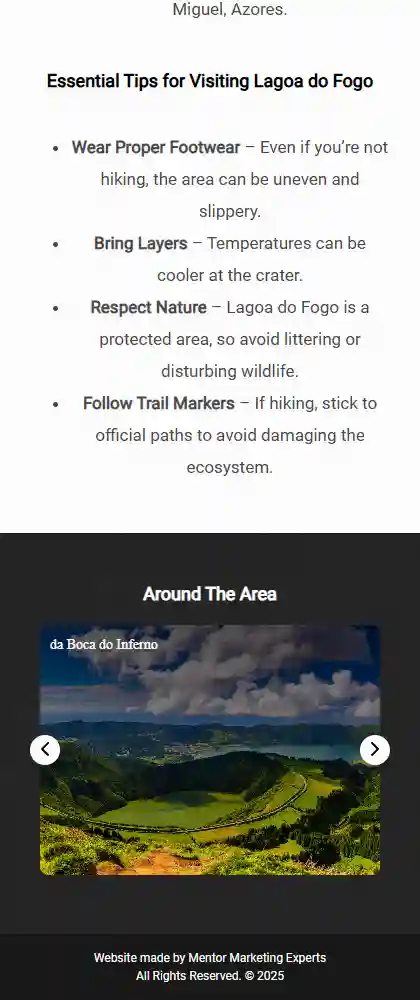 Miguel, Azores.
Essential Tips for Visiting Lagoa do Fogo
• Wear Proper Footwear – Even if you’re not
hiking, the area can be uneven and
slippery.
• Bring Layers – Temperatures can be
cooler at the crater.
• Respect Nature – Lagoa do Fogo is a
protected area, so avoid littering or
disturbing wildlife.
• Follow Trail Markers – If hiking, stick to
official paths to avoid damaging the
ecosystem.
Around The Area
da Boca do Inferno
Website made by Mentor Marketing Experts
All Rights Reserved. © 2025